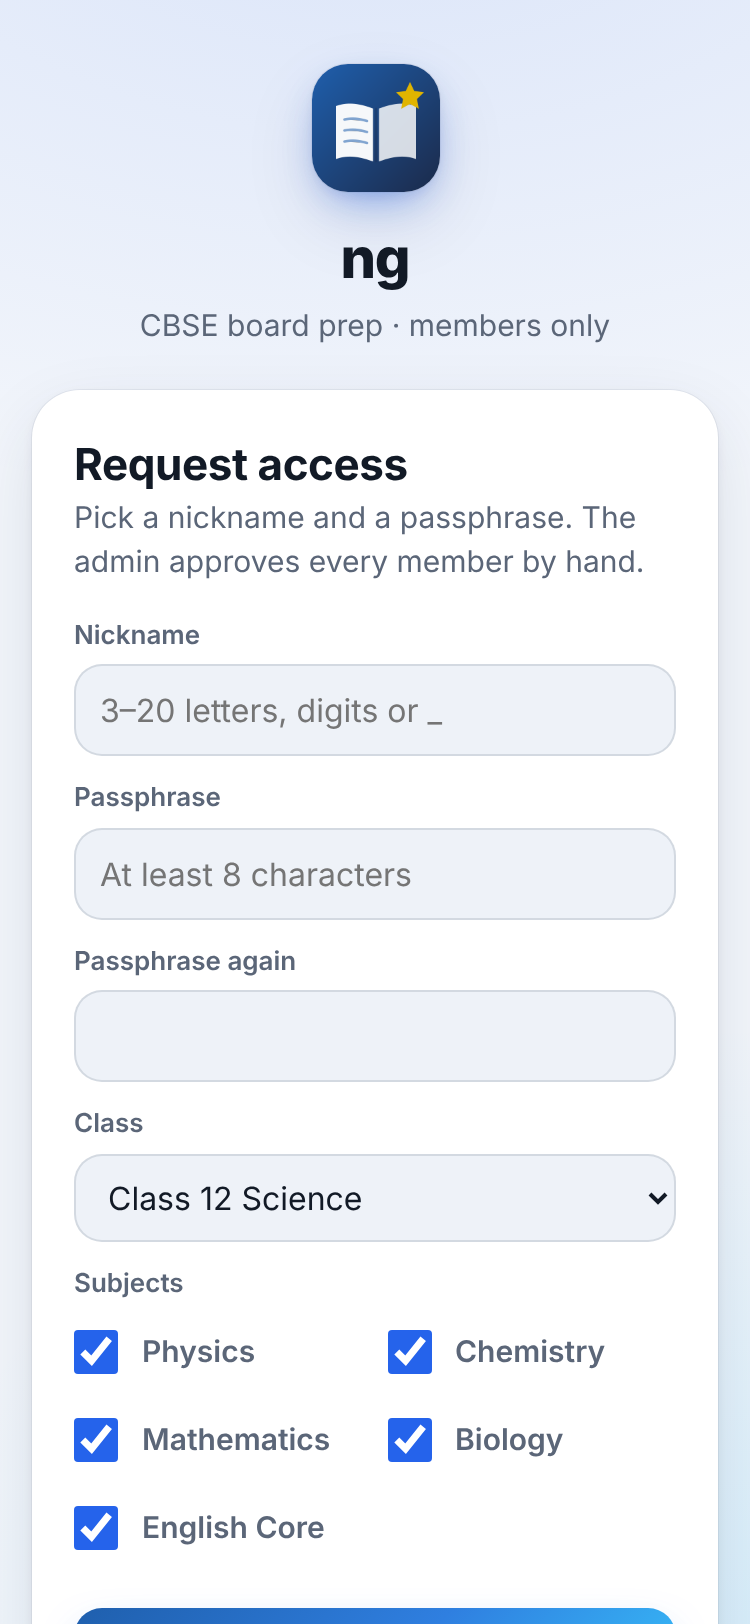 ng
CBSE board prep · members only
Request access
Pick a nickname and a passphrase. The
admin approves every member by hand.
Nickname
3–20 letters, digits or _
Passphrase
At least 8 characters
Passphrase again
Class
Class 12 Science
Subjects
Physics
Chemistry
Mathematics
Biology
English Core